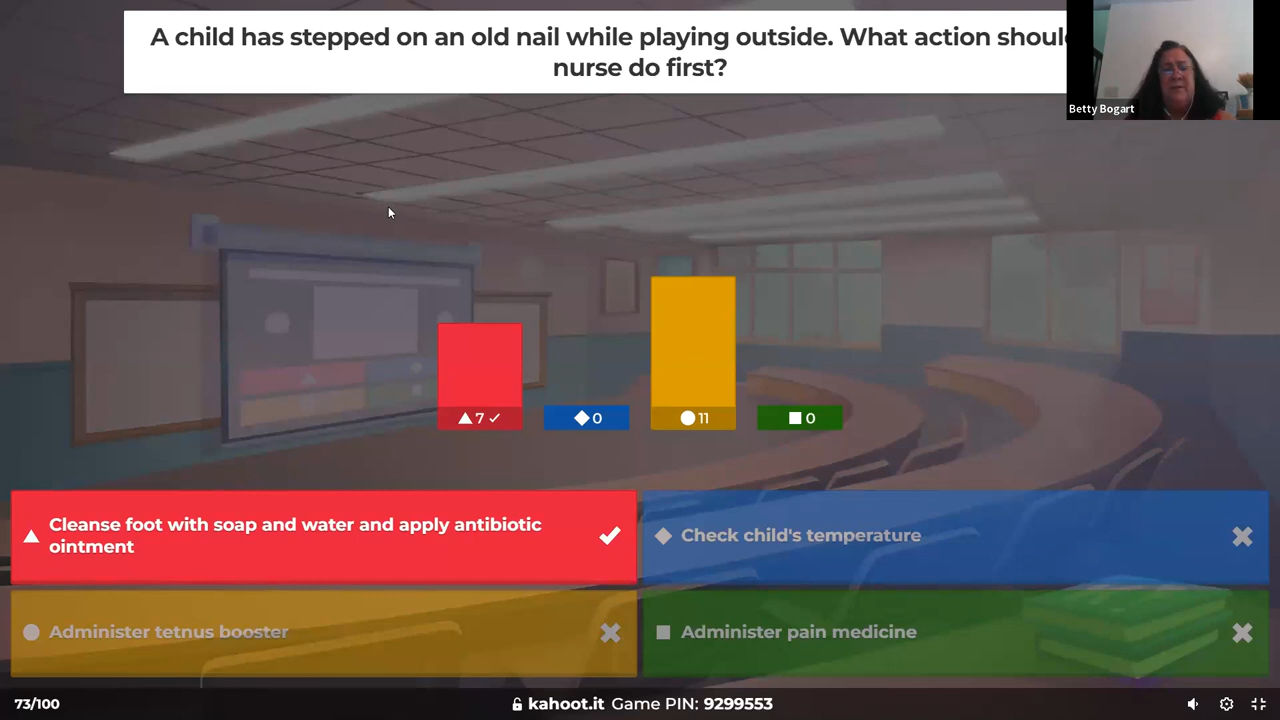 A child has stepped on an old nail while playing outside. What action
nurse do first?
Betty Bogart
7
0
11
0
Cleanse foot with soap and water and apply antibiotic
ointment
Check child's temperature
Administer tetnus booster
Administer pain medicine
73/100
kahoot.it Game PIN: 9299553